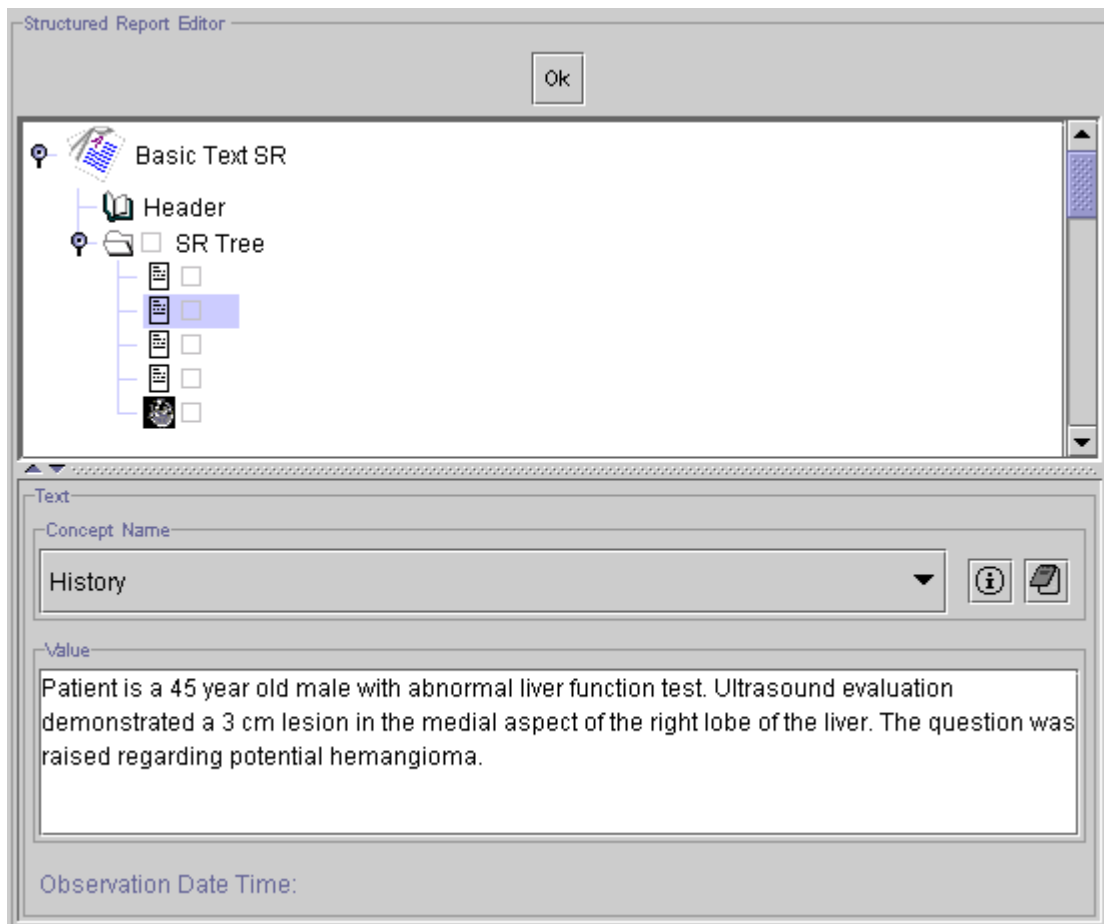 Structured Report Editor
Ok
Basic Text SR
Header
SR Tree
Text
Concept Name
History
Value
Patient is a 45 year old male with abnormal liver function test. Ultrasound evaluation
demonstrated a 3 cm lesion in the medial aspect of the right lobe of the liver. The question was
raised regarding potential hemangioma.
Observation Date Time: